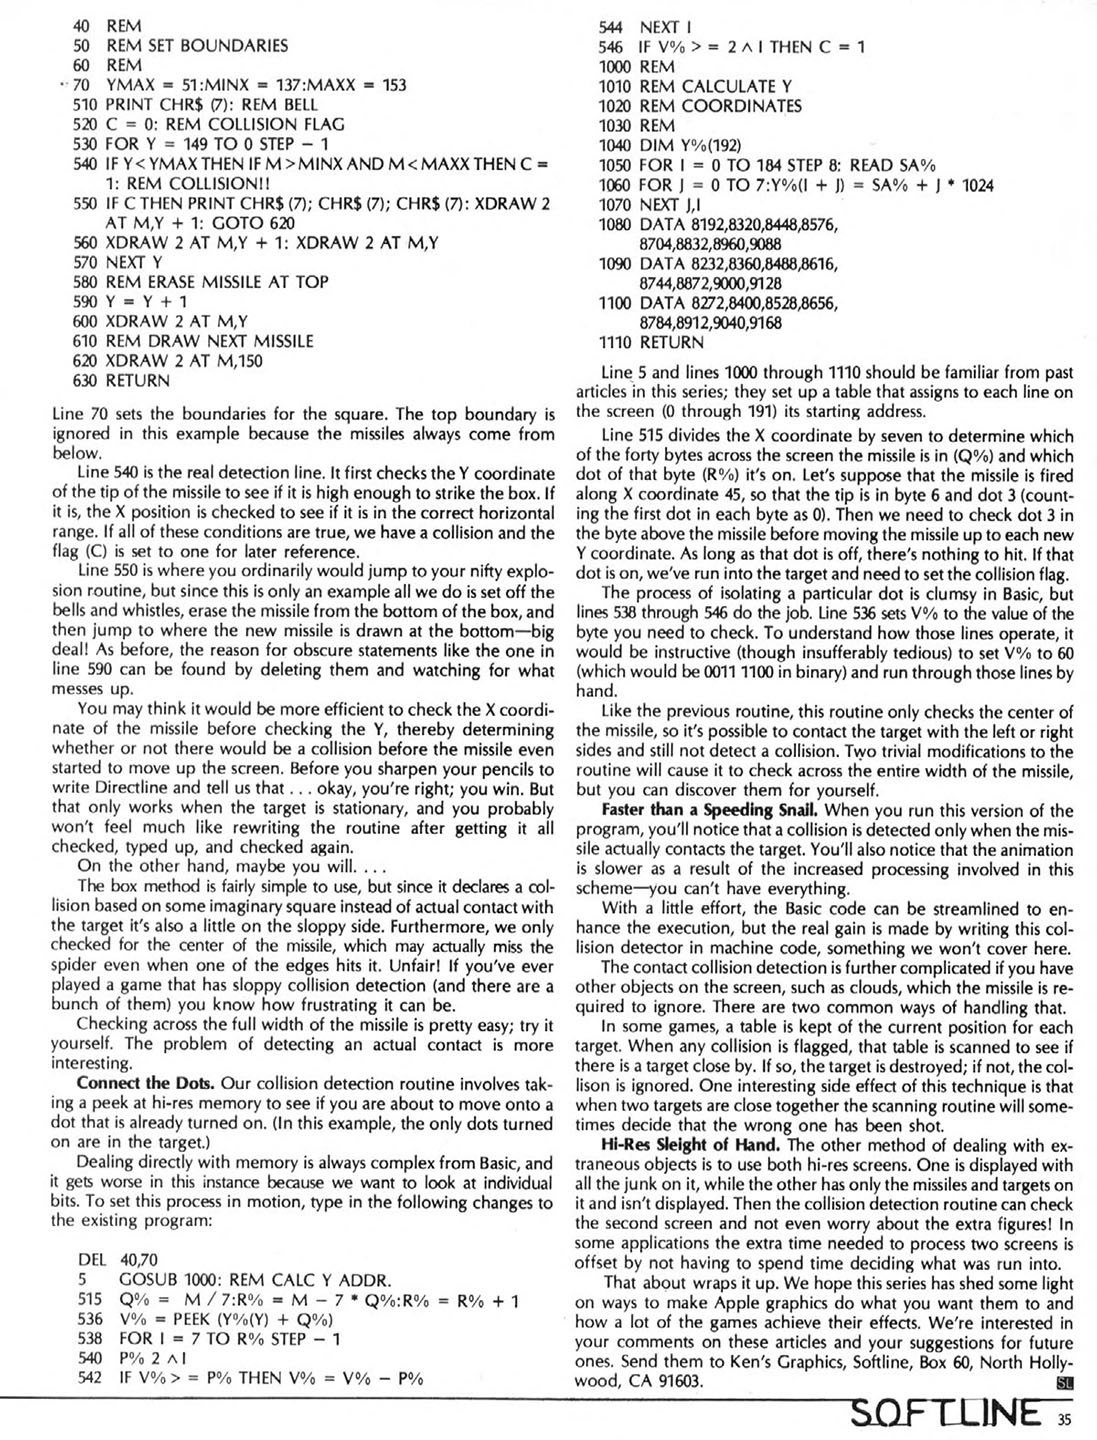 40 REM
50 REM SET BOUNDARIES
60 REM
70 YMAX = 51:MINX = 137:MAXX = 153
510 PRINT CHR$ (7): REM BELL
520 C = 0: REM COLLISION FLAG
530 FOR Y = 149 TO 0 STEP – 1
540 IF Y<YMAX THEN IF M>MINX AND M<MAXX THEN C =
1: REM COLLISION!!
550 IF C THEN PRINT CHR$ (7); CHR$ (7); CHR$ (7): XDRAW 2
AT M,Y + 1: GOTO 620
560 XDRAW 2 AT M,Y + 1: XDRAW 2 AT M,Y
570 NEXT Y
580 REM ERASE MISSILE AT TOP
590 Y = Y + 1
600 XDRAW 2 AT M,Y
610 REM DRAW NEXT MISSILE
620 XDRAW 2 AT M,150
630 RETURN
Line 70 sets the boundaries for the square. The top boundary is
ignored in this example because the missiles always come from
below.
Line 540 is the real detection line. It first checks the Y coordinate
of the tip of the missile to see if it is high enough to strike the box. If
it is, the X position is checked to see if it is in the correct horizontal
range. If all of these conditions are true, we have a collision and the
flag (C) is set to one for later reference.
Line 550 is where you ordinarily would jump to your nifty explo-
sion routine, but since this is only an example all we do is set off the
bells and whistles, erase the missile from the bottom of the box, and
then jump to where the new missile is drawn at the bottom—big
deal! As before, the reason for obscure statements like the one in
line 590 can be found by deleting them and watching for what
messes up.
You may think it would be more efficient to check the X coordi-
nate of the missile before checking the Y, thereby determining
whether or not there would be a collision before the missile even
started to move up the screen. Before you sharpen your pencils to
write Directline and tell us that . . . okay, you're right; you win. But
that only works when the target is stationary, and you probably
won't feel much like rewriting the routine after getting it all
checked, typed up, and checked again.
On the other hand, maybe you will. . . .
The box method is fairly simple to use, but since it declares a col-
lision based on some imaginary square instead of actual contact with
the target it's also a little on the sloppy side. Furthermore, we only
checked for the center of the missile, which may actually miss the
spider even when one of the edges hits it. Unfair! If you've ever
played a game that has sloppy collision detection (and there are a
bunch of them) you know how frustrating it can be.
Checking across the full width of the missile is pretty easy; try it
yourself. The problem of detecting an actual contact is more
interesting.
Connect the Dots. Our collision detection routine involves tak-
ing a peek at hi-res memory to see if you are about to move onto a
dot that is already turned on. (In this example, the only dots turned
on are in the target.)
Dealing directly with memory is always complex from Basic, and
it gets worse in this instance because we want to look at individual
bits. To set this process in motion, type in the following changes to
the existing program:
DEL 40,70
5 GOSUB 1000: REM CALC Y ADDR.
515 Q% = M / 7:R% = M – 7 * Q%:R% = R% + 1
536 V% = PEEK (Y%(Y) + Q%)
538 FOR I = 7 TO R% STEP – 1
540 P% 2 ∧ I
542 IF V% > = P% THEN V% = V% – P%
544 NEXT I
546 IF V% > = 2 ∧ I THEN C = 1
1000 REM
1010 REM CALCULATE Y
1020 REM COORDINATES
1030 REM
1040 DIM Y%(192)
1050 FOR I = 0 TO 184 STEP 8: READ SA%
1060 FOR J = 0 TO 7:Y%(I + J) = SA% + J * 1024
1070 NEXT J,I
1080 DATA 8192,8320,8448,8576,
8704,8832,8960,9088
1090 DATA 8232,8360,8488,8616,
8744,8872,9000,9128
1100 DATA 8272,8400,8528,8656,
8784,8912,9040,9168
1110 RETURN
Line 5 and lines 1000 through 1110 should be familiar from past
articles in this series; they set up a table that assigns to each line on
the screen (0 through 191) its starting address.
Line 515 divides the X coordinate by seven to determine which
of the forty bytes across the screen the missile is in (Q%) and which
dot of that byte (R%) it's on. Let's suppose that the missile is fired
along X coordinate 45, so that the tip is in byte 6 and dot 3 (count-
ing the first dot in each byte as 0). Then we need to check dot 3 in
the byte above the missile before moving the missile up to each new
Y coordinate. As long as that dot is off, there's nothing to hit. If that
dot is on, we've run into the target and need to set the collision flag.
The process of isolating a particular dot is clumsy in Basic, but
lines 538 through 546 do the job. Line 536 sets V% to the value of the
byte you need to check. To understand how those lines operate, it
would be instructive (though insufferably tedious) to set V% to 60
(which would be 0011 1100 in binary) and run through those lines by
hand.
Like the previous routine, this routine only checks the center of
the missile, so it's possible to contact the target with the left or right
sides and still not detect a collision. Two trivial modifications to the
routine will cause it to check across the entire width of the missile,
but you can discover them for yourself.
Faster than a Speeding Snail. When you run this version of the
program, you'll notice that a collision is detected only when the mis-
sile actually contacts the target. You'll also notice that the animation
is slower as a result of the increased processing involved in this
scheme—you can't have everything.
With a little effort, the Basic code can be streamlined to en-
hance the execution, but the real gain is made by writing this col-
lision detector in machine code, something we won't cover here.
The contact collision detection is further complicated if you have
other objects on the screen, such as clouds, which the missile is re-
quired to ignore. There are two common ways of handling that.
In some games, a table is kept of the current position for each
target. When any collision is flagged, that table is scanned to see if
there is a target close by. If so, the target is destroyed; if not, the col-
lison is ignored. One interesting side effect of this technique is that
when two targets are close together the scanning routine will some-
times decide that the wrong one has been shot.
Hi-Res Sleight of Hand. The other method of dealing with ex-
traneous objects is to use both hi-res screens. One is displayed with
all the junk on it, while the other has only the missiles and targets on
it and isn't displayed. Then the collision detection routine can check
the second screen and not even worry about the extra figures! In
some applications the extra time needed to process two screens is
offset by not having to spend time deciding what was run into.
That about wraps it up. We hope this series has shed some light
on ways to make Apple graphics do what you want them to and
how a lot of the games achieve their effects. We're interested in
your comments on these articles and your suggestions for future
ones. Send them to Ken's Graphics, Softline, Box 60, North Holly-
wood, CA 91603. SL
SOFTLINE 35